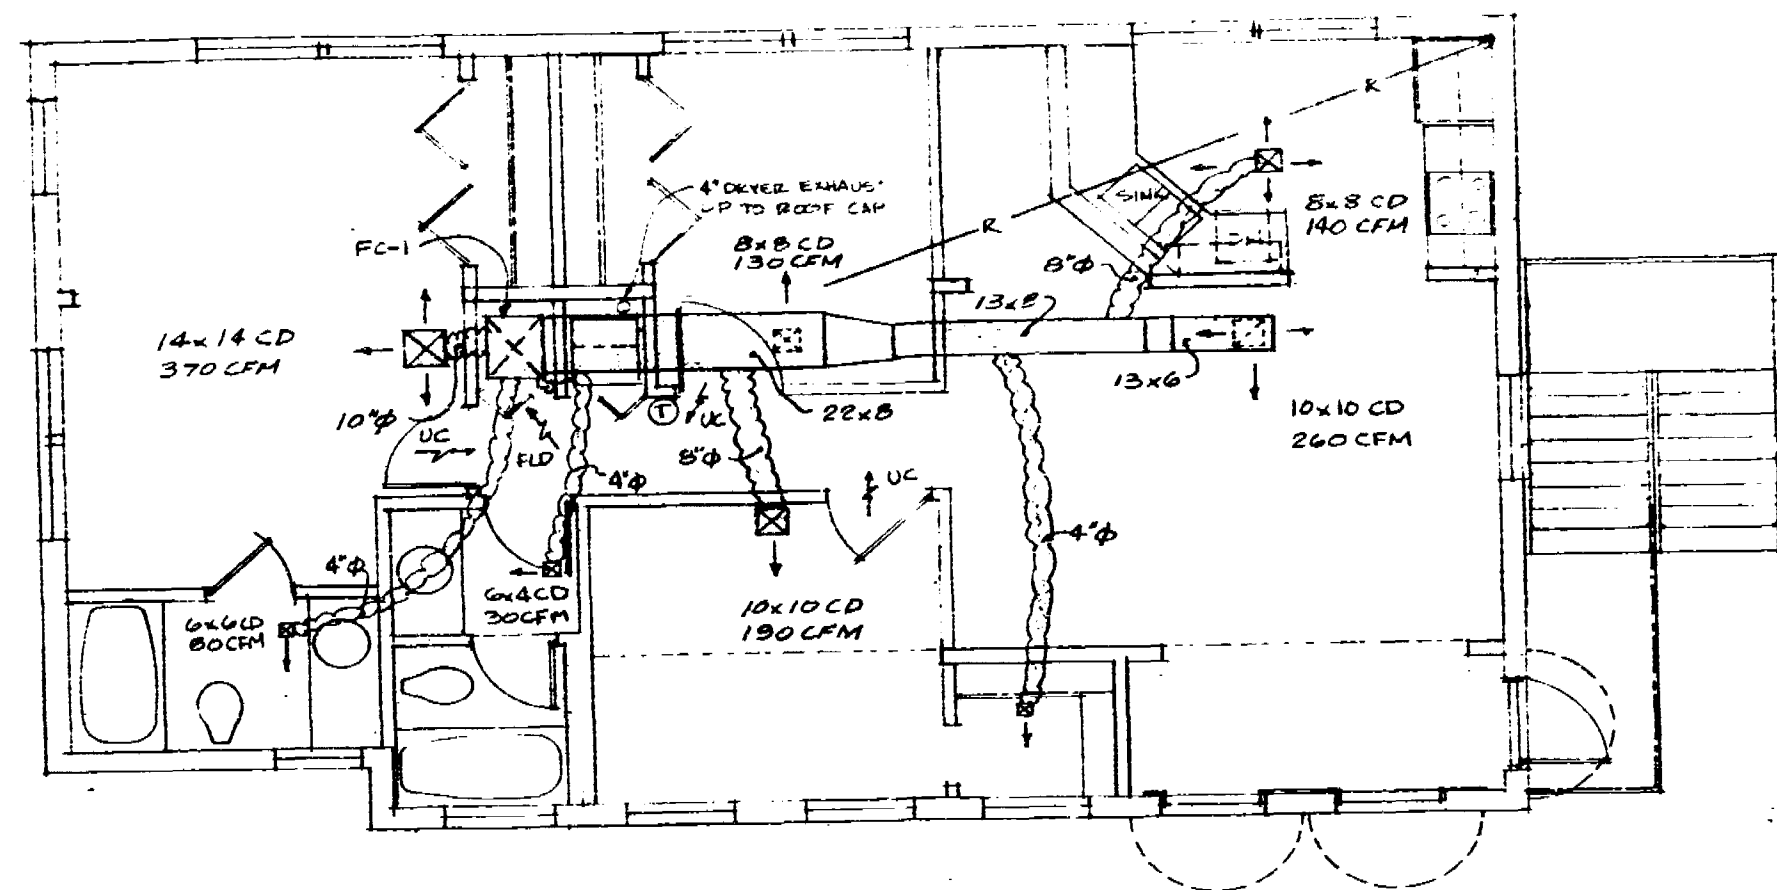 R
4" DRYER EXHAUS
UP TO ROOF CAP
SINK
8x8 CD
140 CFM
R
FC-1
8x8 CD
130 CFM
8"φ
13x8
14x14 CD
370 CFM
13x6
10"φ
UC
FLD
T
UC
22x8
10x10 CD
260 CFM
4"φ
8"φ
UC
4"φ
4"φ
6x6 CD
80 CFM
6x4 CD
30 CFM
10x10 CD
190 CFM